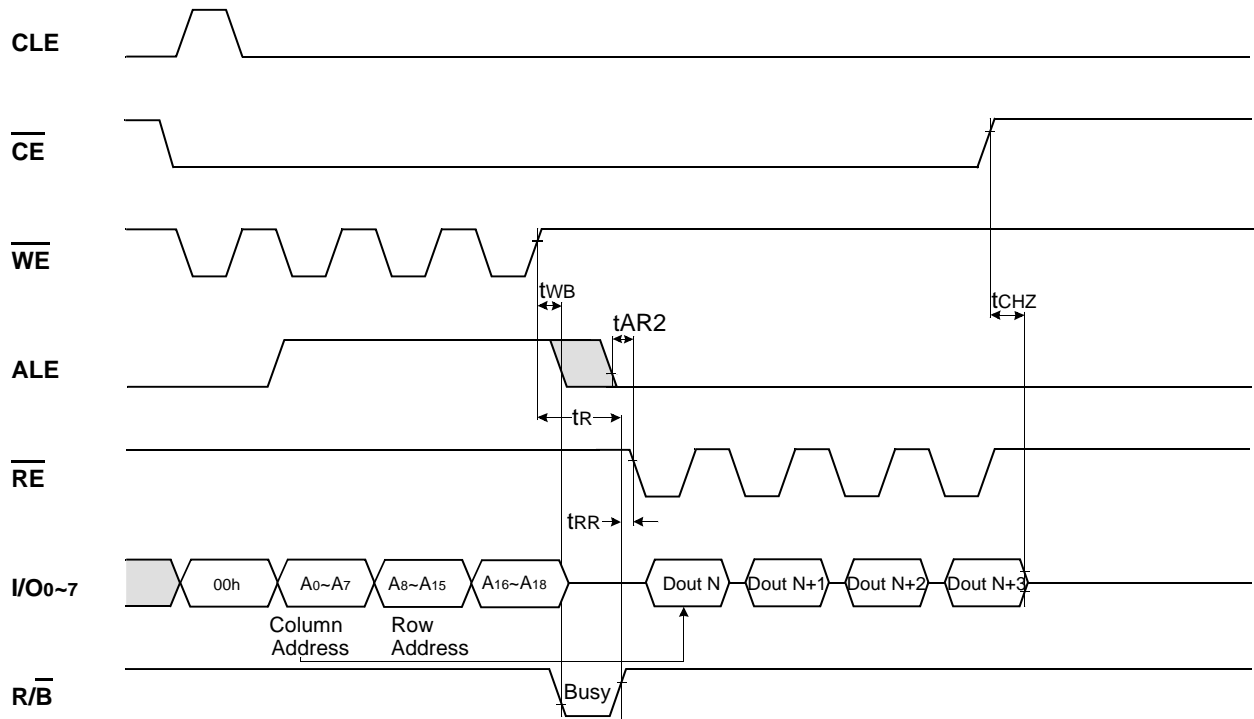 CLE
CE
WE
tWB
tCHZ
tAR2
ALE
tR
RE
tRR
I/O0~7
00h
A0~A7
A8~A15
A16~A18
Dout N
Dout N+1
Dout N+2
Dout N+3
Column
Address
Row
Address
R/B
Busy